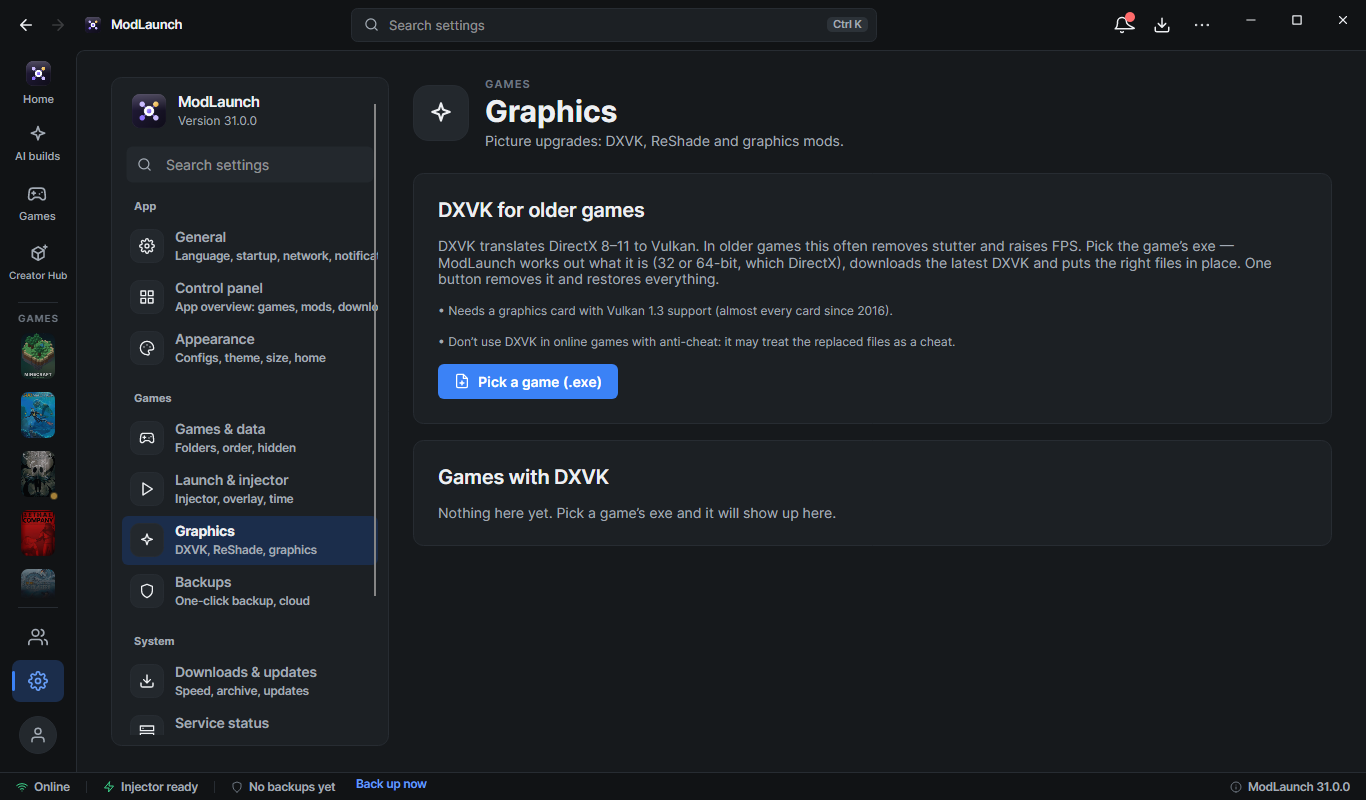 ModLaunch
Search settings
Ctrl K
Home
AI builds
Games
Creator Hub
GAMES
MINECRAFT
LETHAL
COMPANY
ModLaunch
Version 31.0.0
Search settings
App
General
Language, startup, network, notifica
Control panel
App overview: games, mods, downlo
Appearance
Configs, theme, size, home
Games
Games & data
Folders, order, hidden
Launch & injector
Injector, overlay, time
Graphics
DXVK, ReShade, graphics
Backups
One-click backup, cloud
System
Downloads & updates
Speed, archive, updates
Service status
GAMES
Graphics
Picture upgrades: DXVK, ReShade and graphics mods.
DXVK for older games
DXVK translates DirectX 8–11 to Vulkan. In older games this often removes stutter and raises FPS. Pick the game’s exe —
ModLaunch works out what it is (32 or 64-bit, which DirectX), downloads the latest DXVK and puts the right files in place. One
button removes it and restores everything.
• Needs a graphics card with Vulkan 1.3 support (almost every card since 2016).
• Don’t use DXVK in online games with anti-cheat: it may treat the replaced files as a cheat.
Pick a game (.exe)
Games with DXVK
Nothing here yet. Pick a game’s exe and it will show up here.
Online
Injector ready
No backups yet
Back up now
ModLaunch 31.0.0